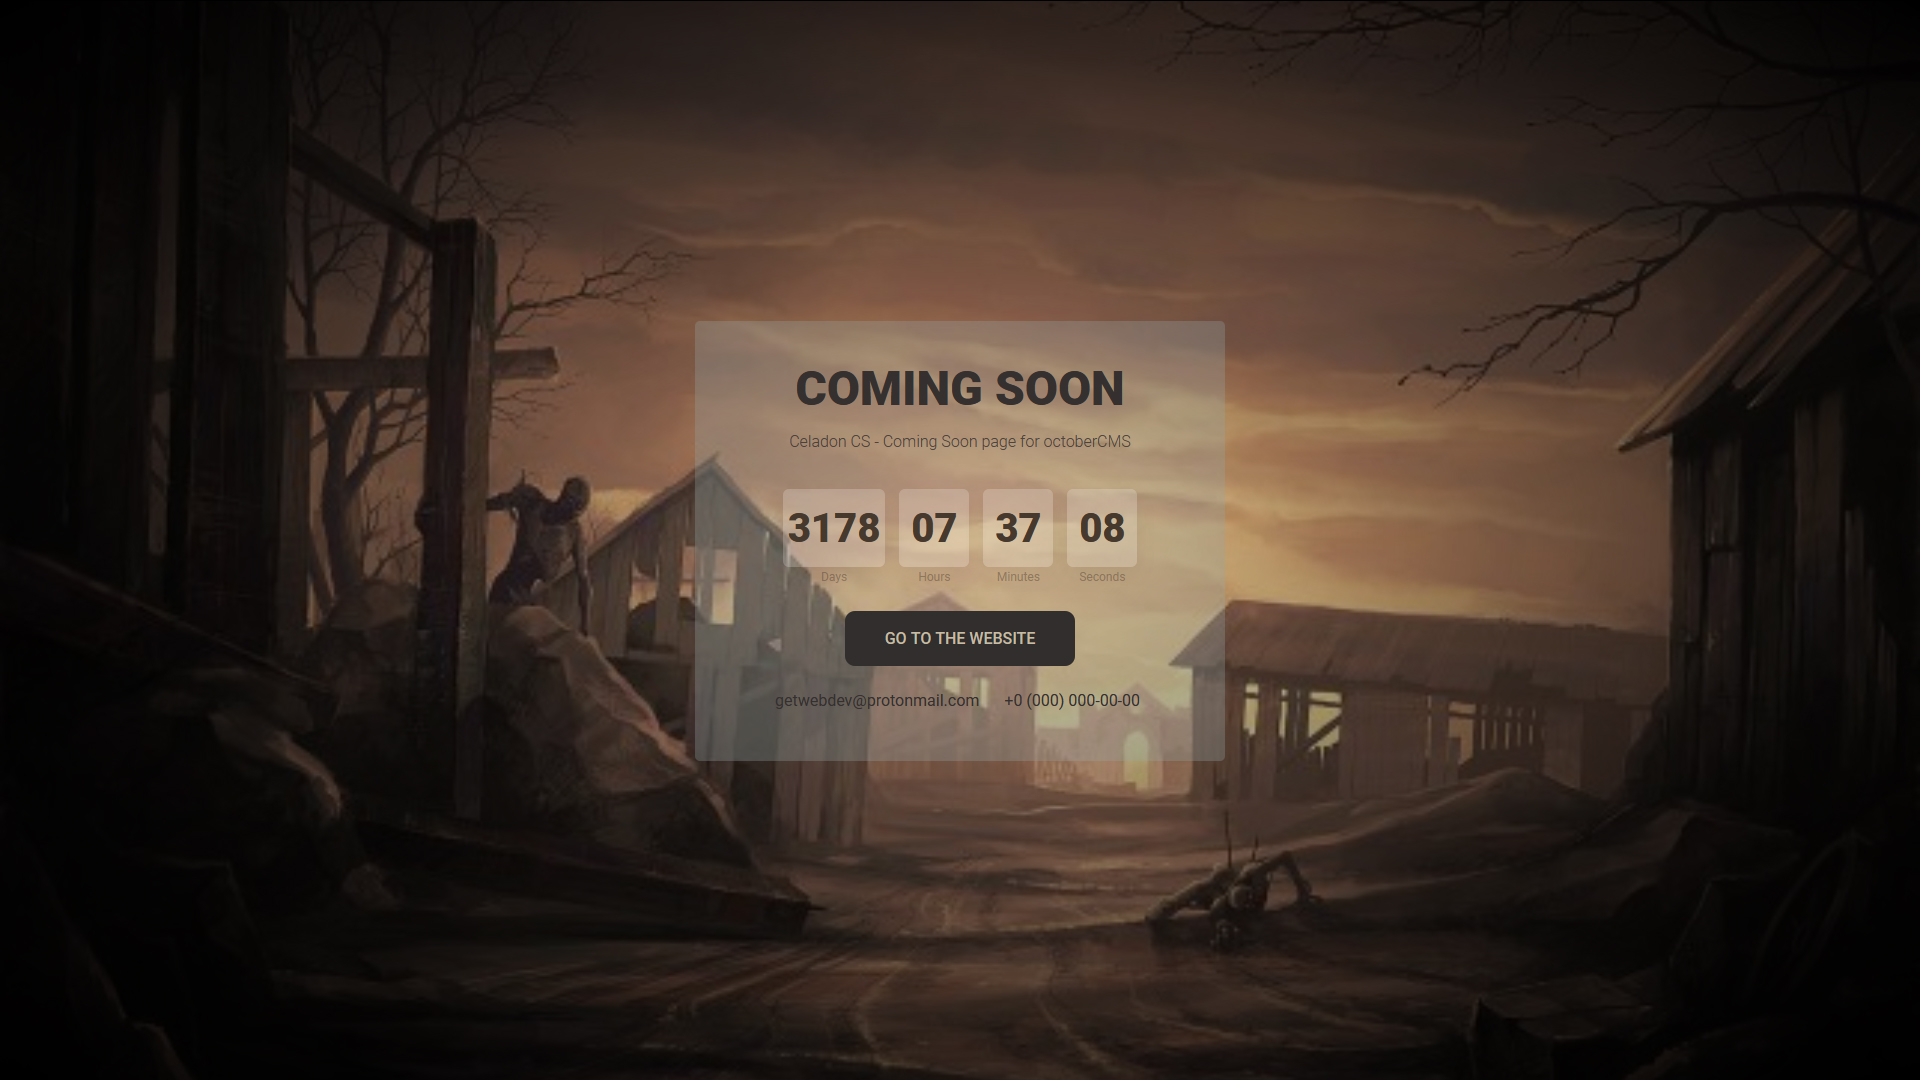 COMING SOON
Celadon CS - Coming Soon page for octoberCMS
3178 07 37 08
Days Hours Minutes Seconds
GO TO THE WEBSITE
getwebdev@protonmail.com +0 (000) 000-00-00